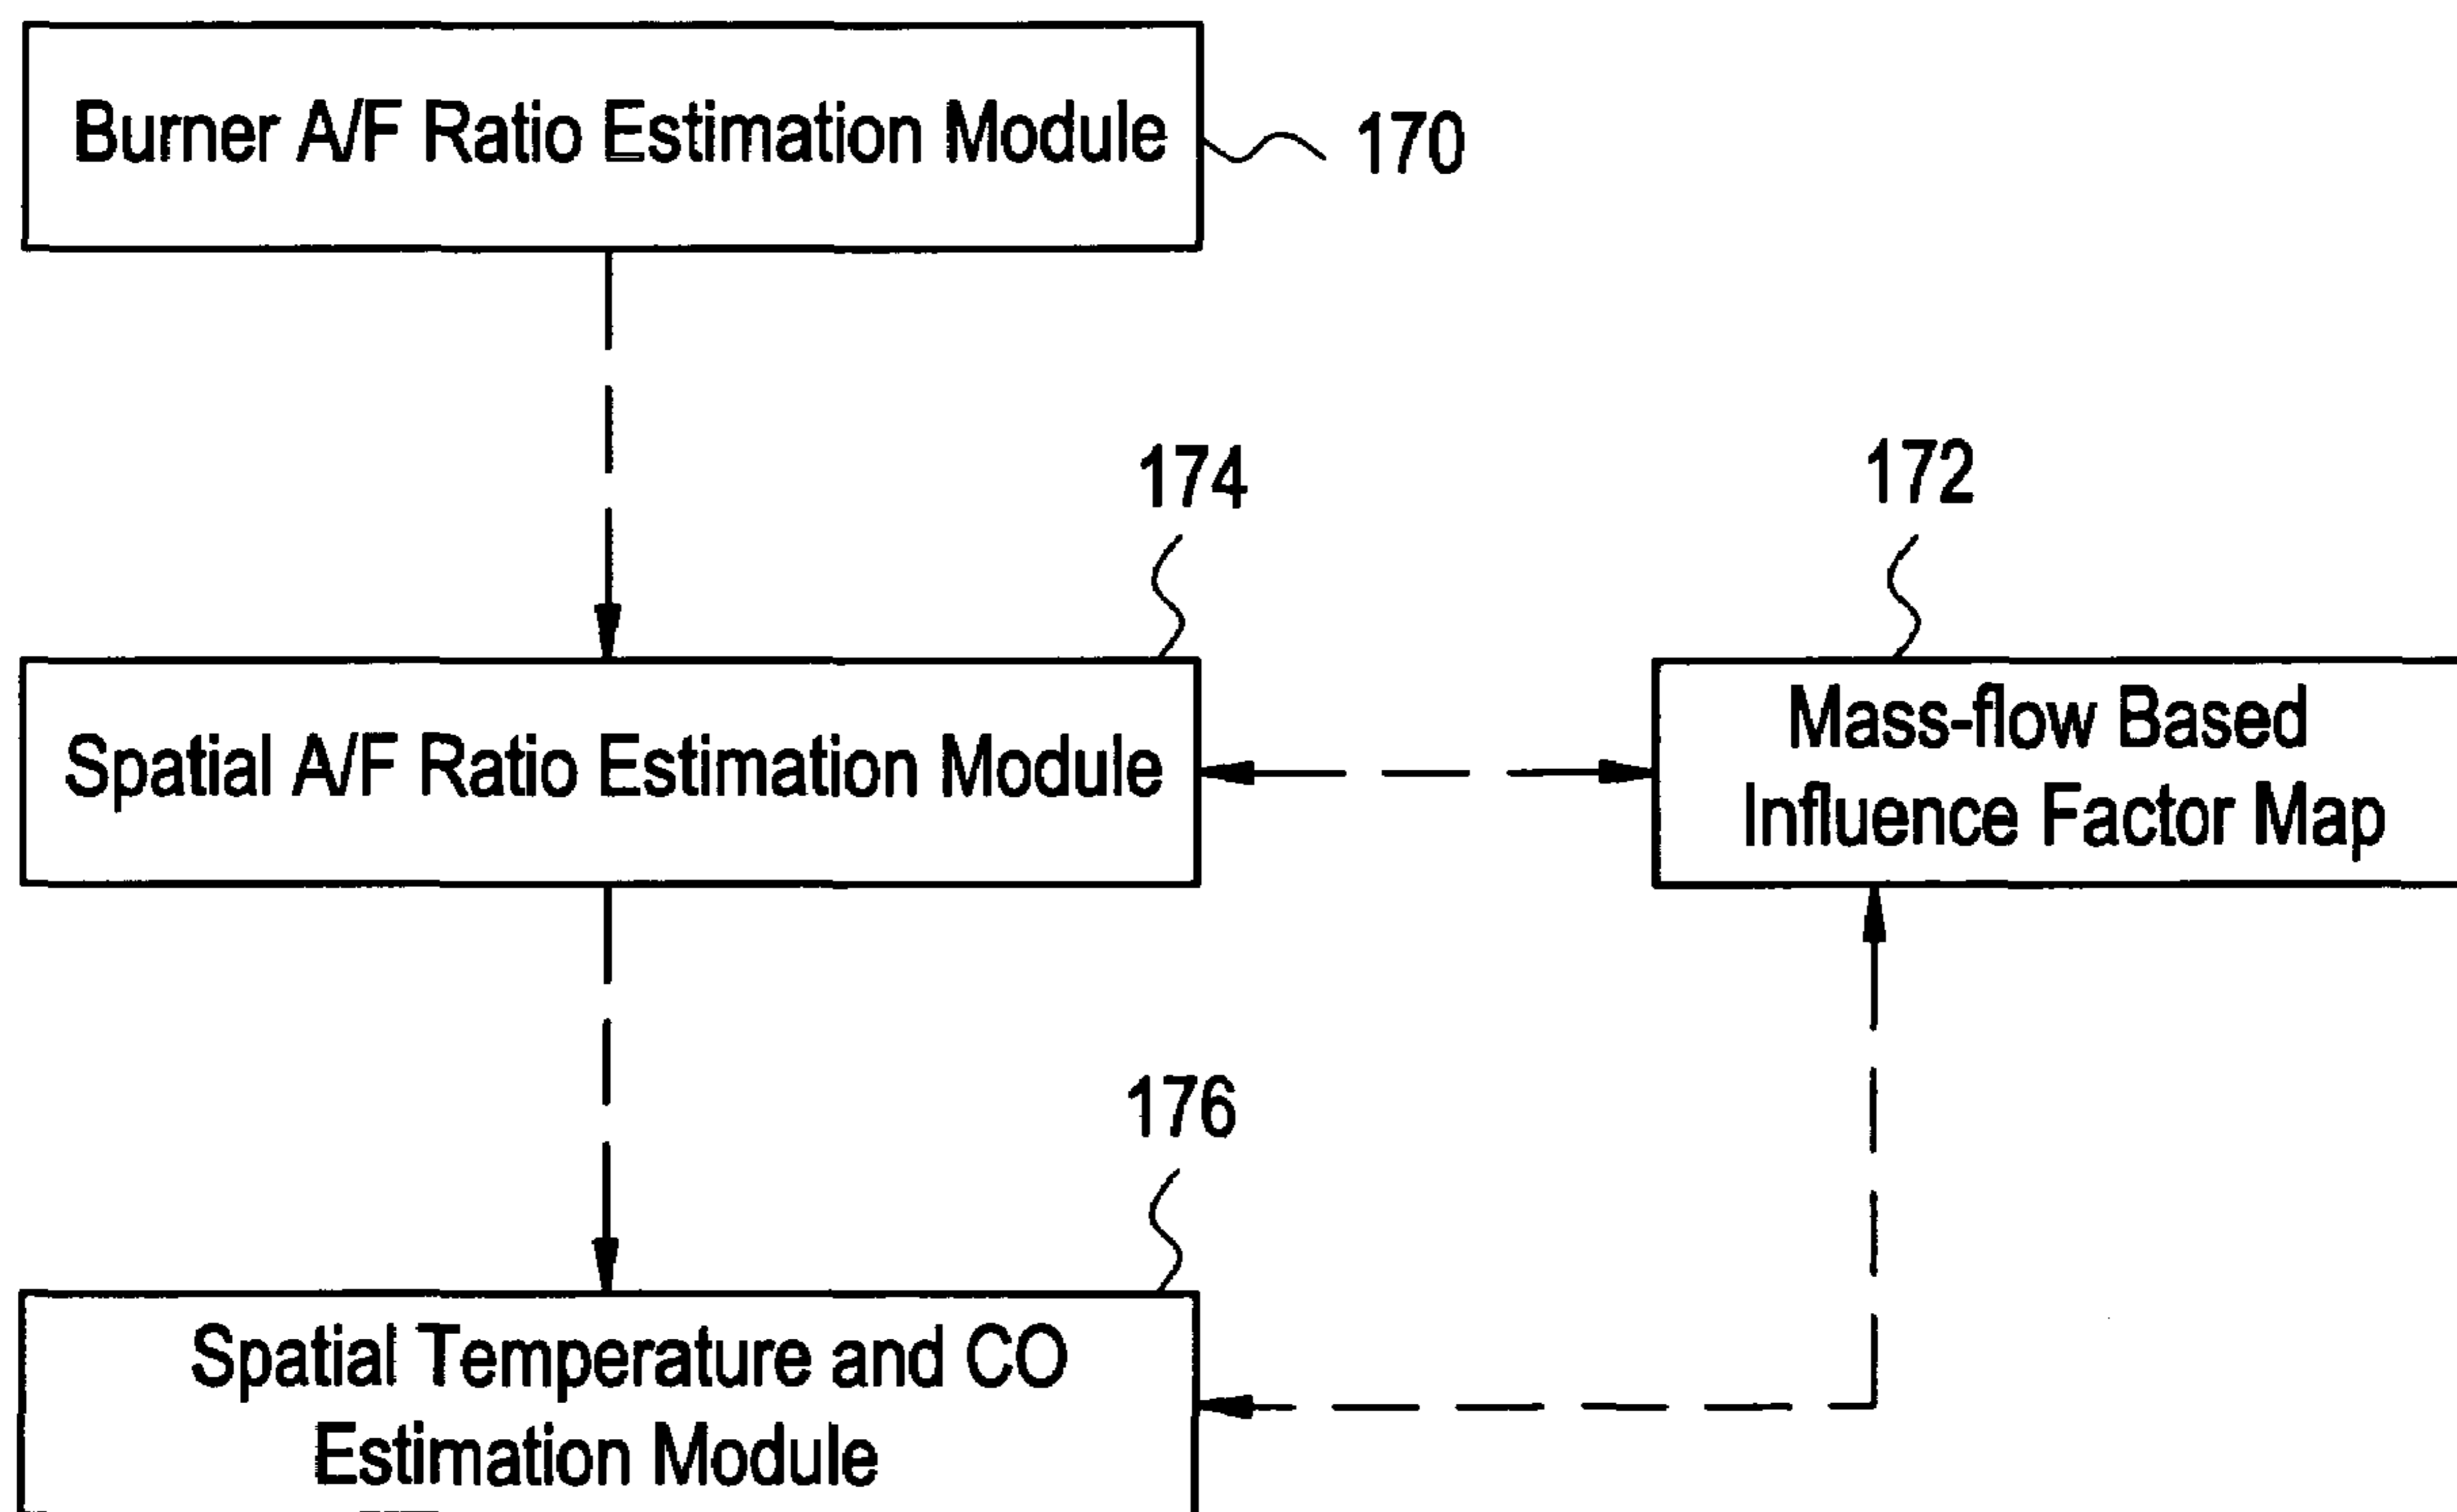 Burner A/F Ratio Estimation Module
170
174
172
Spatial A/F Ratio Estimation Module
Mass-flow Based
Influence Factor Map
176
Spatial Temperature and CO
Estimation Module